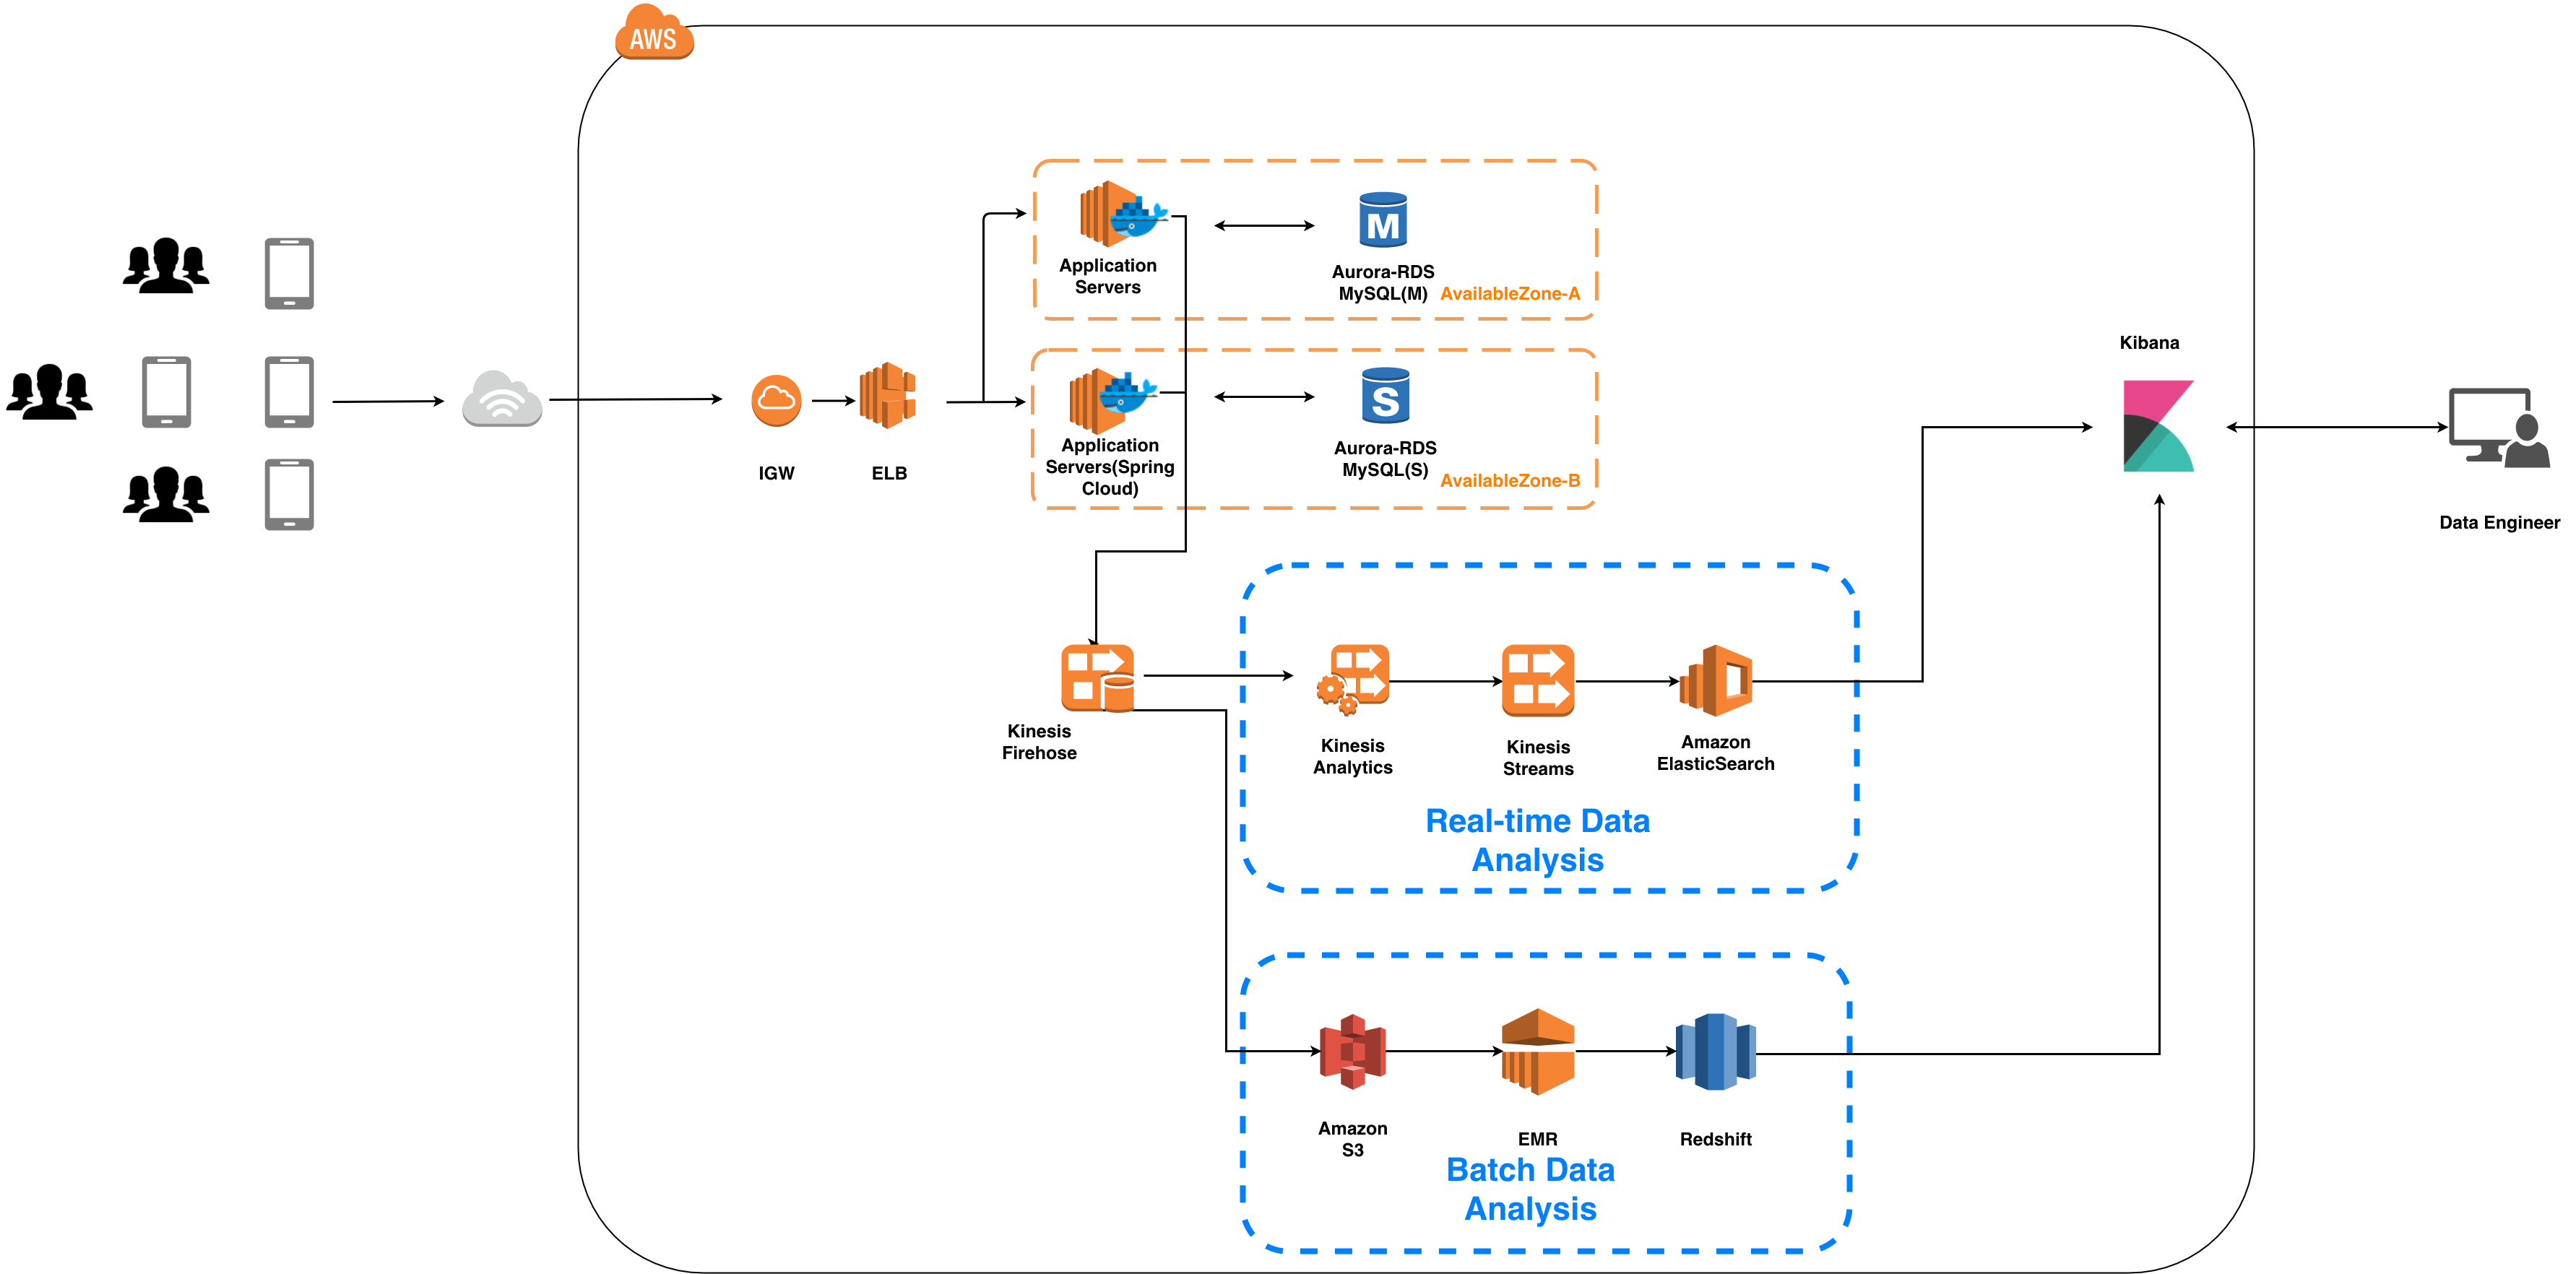 AWS
Application
Servers
M
Aurora-RDS
MySQL(M)
AvailableZone-A
IGW
ELB
Application
Servers(Spring
Cloud)
S
Aurora-RDS
MySQL(S)
AvailableZone-B
Kibana
Data Engineer
Kinesis
Firehose
Kinesis
Analytics
Kinesis
Streams
Amazon
ElasticSearch
Real-time Data
Analysis
Amazon
S3
EMR
Redshift
Batch Data
Analysis